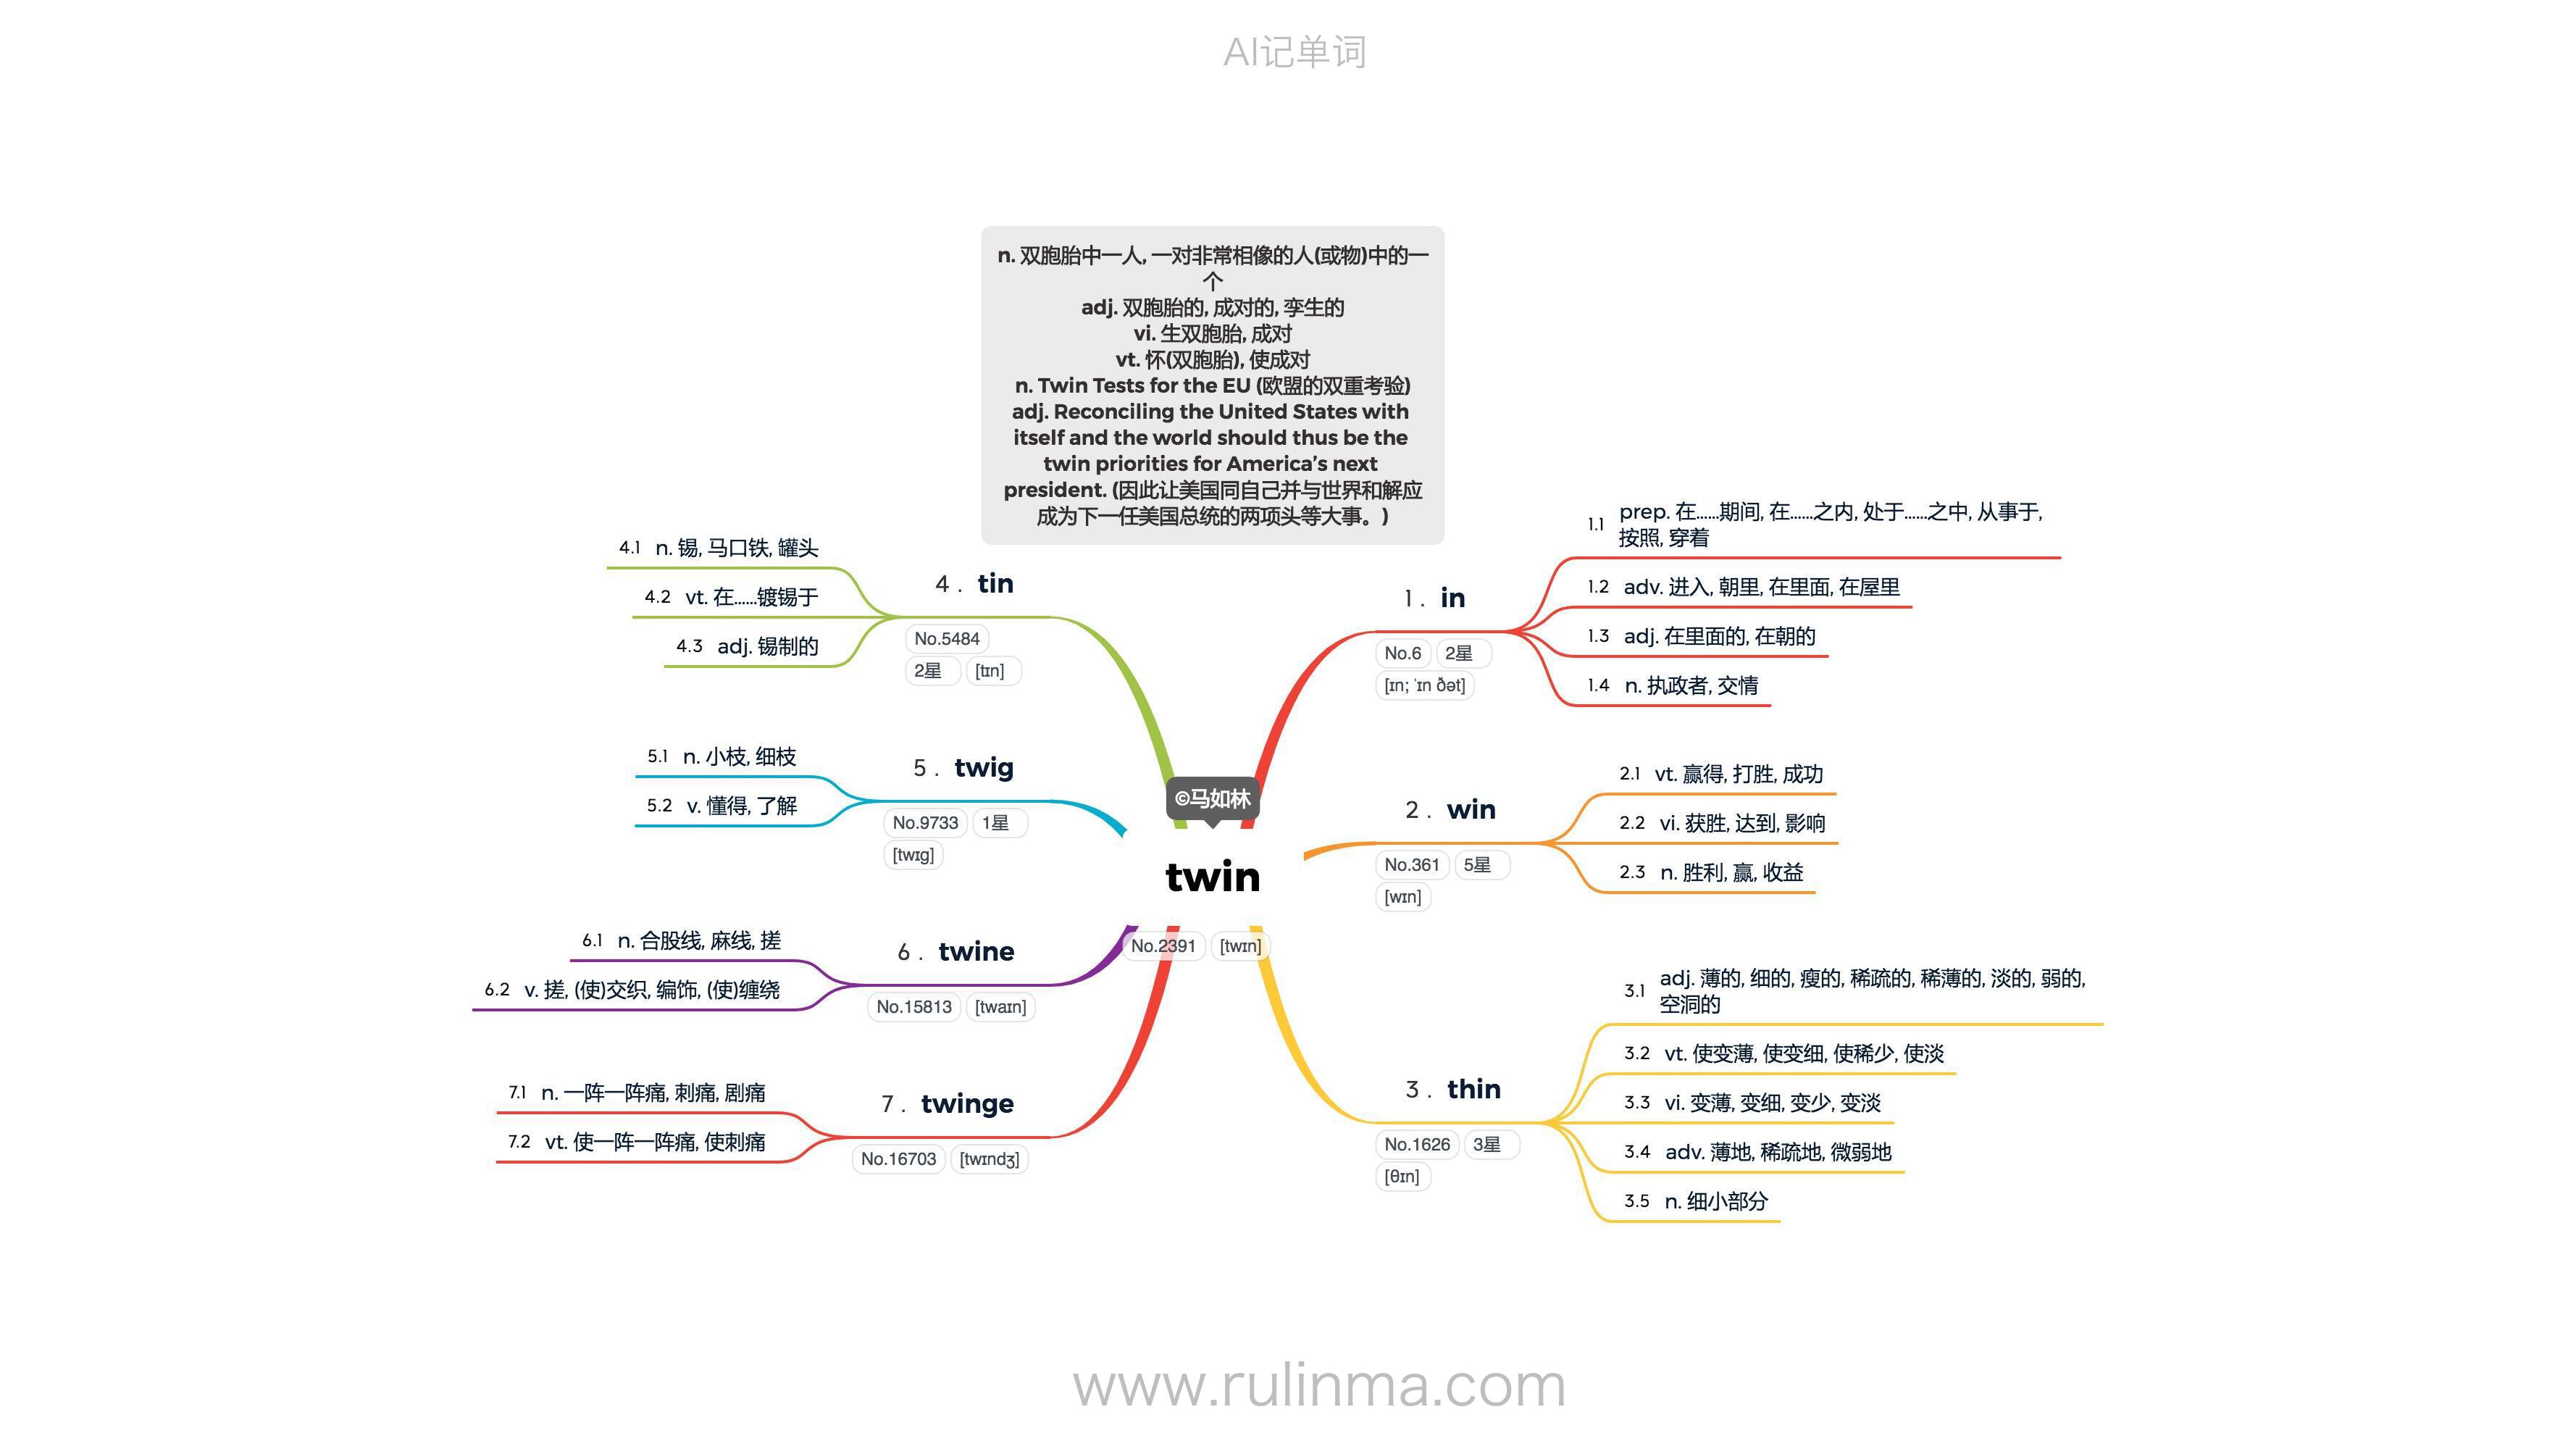 AI记单词
n. 双胞胎中一人, 一对非常相像的人(或物)中的一
个
adj. 双胞胎的, 成对的, 孪生的
vi. 生双胞胎, 成对
vt. 怀(双胞胎), 使成对
n. Twin Tests for the EU (欧盟的双重考验)
adj. Reconciling the United States with
itself and the world should thus be the
twin priorities for America’s next
president. (因此让美国同自己并与世界和解应
成为下一任美国总统的两项头等大事。)
©马如林
twin
No.2391 [twɪn]
1 . in
No.6 2星
[ɪn; ˈɪn ðət]
1.1 prep. 在……期间, 在……之内, 处于……之中, 从事于,
按照, 穿着
1.2 adv. 进入, 朝里, 在里面, 在屋里
1.3 adj. 在里面的, 在朝的
1.4 n. 执政者, 交情
2 . win
No.361 5星
[wɪn]
2.1 vt. 赢得, 打胜, 成功
2.2 vi. 获胜, 达到, 影响
2.3 n. 胜利, 赢, 收益
3 . thin
No.1626 3星
[θɪn]
3.1 adj. 薄的, 细的, 瘦的, 稀疏的, 稀薄的, 淡的, 弱的,
空洞的
3.2 vt. 使变薄, 使变细, 使稀少, 使淡
3.3 vi. 变薄, 变细, 变少, 变淡
3.4 adv. 薄地, 稀疏地, 微弱地
3.5 n. 细小部分
4 . tin
No.5484
2星 [tɪn]
4.1 n. 锡, 马口铁, 罐头
4.2 vt. 在……镀锡于
4.3 adj. 锡制的
5 . twig
No.9733 1星
[twɪg]
5.1 n. 小枝, 细枝
5.2 v. 懂得, 了解
6 . twine
No.15813 [twaɪn]
6.1 n. 合股线, 麻线, 搓
6.2 v. 搓, (使)交织, 编饰, (使)缠绕
7 . twinge
No.16703 [twɪndʒ]
7.1 n. 一阵一阵痛, 刺痛, 剧痛
7.2 vt. 使一阵一阵痛, 使刺痛
www.rulinma.com